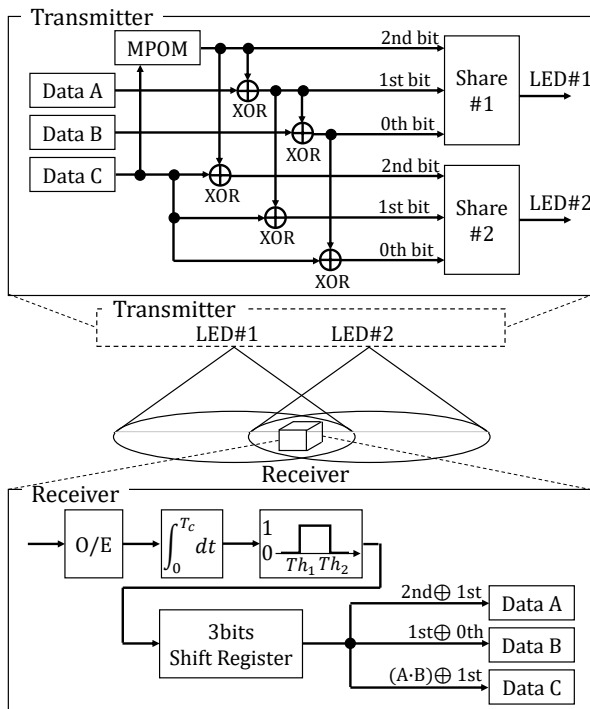 Transmitter
MPOM
2nd bit
Data A
XOR
1st bit
Share
#1
LED#1
Data B
XOR
0th bit
Data C
XOR
2nd bit
XOR
1st bit
Share
#2
LED#2
XOR
0th bit
Transmitter
LED#1 LED#2
Receiver
Receiver
O/E
∫₀^{T_c} dt
1
0
Th₁ Th₂
3bits
Shift Register
2nd⊕ 1st
Data A
1st⊕ 0th
Data B
(A·B)⊕ 1st
Data C